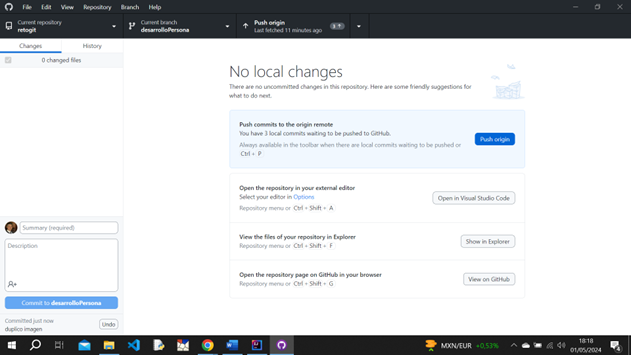 File Edit View Repository Branch Help
Current repository
retogit
Current branch
desarrolloPersona
Push origin
Last fetched 11 minutes ago
3
Changes
History
0 changed files
No local changes
There are no uncommitted changes in this repository. Here are some friendly suggestions for
what to do next.
Push commits to the origin remote
You have 3 local commits waiting to be pushed to GitHub.
Always available in the toolbar when there are local commits waiting to be pushed or
Ctrl + P
Push origin
Open the repository in your external editor
Select your editor in Options
Repository menu or Ctrl + Shift + A
Open in Visual Studio Code
View the files of your repository in Explorer
Repository menu or Ctrl + Shift + F
Show in Explorer
Open the repository page on GitHub in your browser
Repository menu or Ctrl + Shift + G
View on GitHub
Summary (required)
Description
Commit to desarrolloPersona
Committed just now
duplico imagen
Undo
MXN/EUR +0,53%
18:18
01/05/2024
4